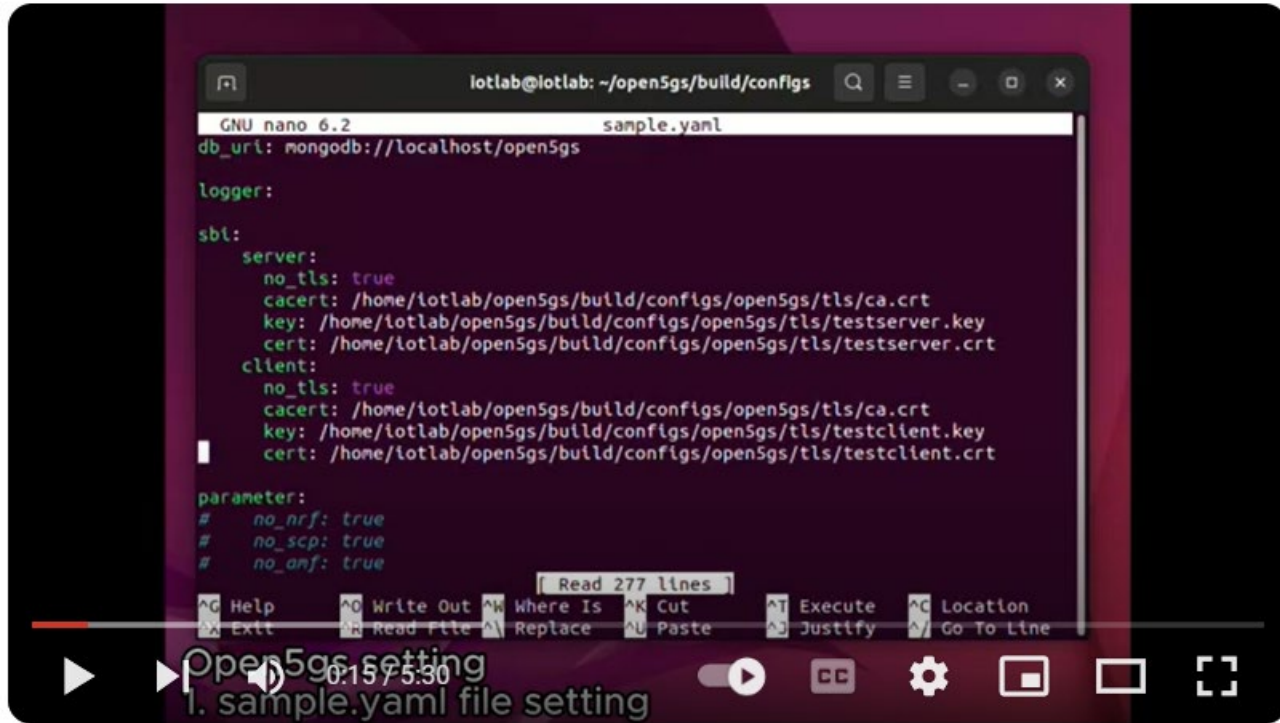 iotlab@iotlab: ~/open5gs/build/configs
GNU nano 6.2 sample.yaml
db_uri: mongodb://localhost/open5gs
logger:
sbi:
server:
no_tls: true
cacert: /home/iotlab/open5gs/build/configs/open5gs/tls/ca.crt
key: /home/iotlab/open5gs/build/configs/open5gs/tls/testserver.key
cert: /home/iotlab/open5gs/build/configs/open5gs/tls/testserver.crt
client:
no_tls: true
cacert: /home/iotlab/open5gs/build/configs/open5gs/tls/ca.crt
key: /home/iotlab/open5gs/build/configs/open5gs/tls/testclient.key
cert: /home/iotlab/open5gs/build/configs/open5gs/tls/testclient.crt
parameter:
# no_nrf: true
# no_scp: true
# no_amf: true
[ Read 277 lines ]
^G Help ^O Write Out ^W Where Is ^K Cut ^T Execute ^C Location
^X Exit ^R Read File ^\ Replace ^U Paste ^J Justify ^/ Go To Line
Open5gs setting
0:15 / 5:30
CC
1. sample.yaml file setting